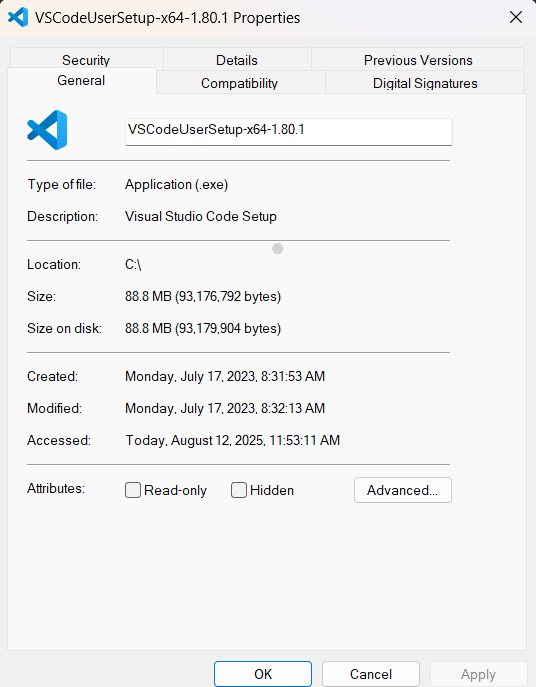 VSCodeUserSetup-x64-1.80.1 Properties
Security Details Previous Versions
General Compatibility Digital Signatures
VSCodeUserSetup-x64-1.80.1
Type of file: Application (.exe)
Description: Visual Studio Code Setup
Location: C:\
Size: 88.8 MB (93,176,792 bytes)
Size on disk: 88.8 MB (93,179,904 bytes)
Created: Monday, July 17, 2023, 8:31:53 AM
Modified: Monday, July 17, 2023, 8:32:13 AM
Accessed: Today, August 12, 2025, 11:53:11 AM
Attributes: Read-only Hidden Advanced...
OK Cancel Apply